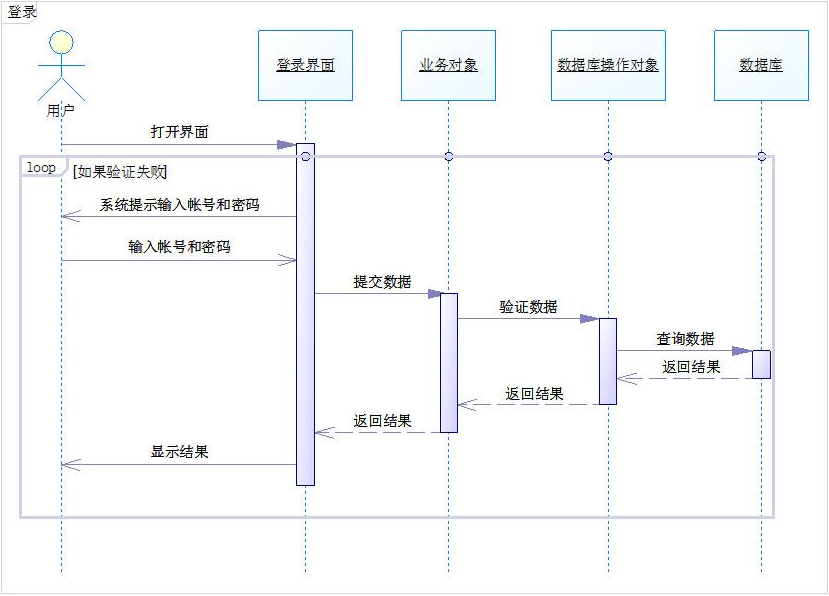 登录
用户
登录界面
业务对象
数据库操作对象
数据库
打开界面
loop
[如果验证失败]
系统提示输入帐号和密码
输入帐号和密码
提交数据
验证数据
查询数据
返回结果
返回结果
返回结果
显示结果